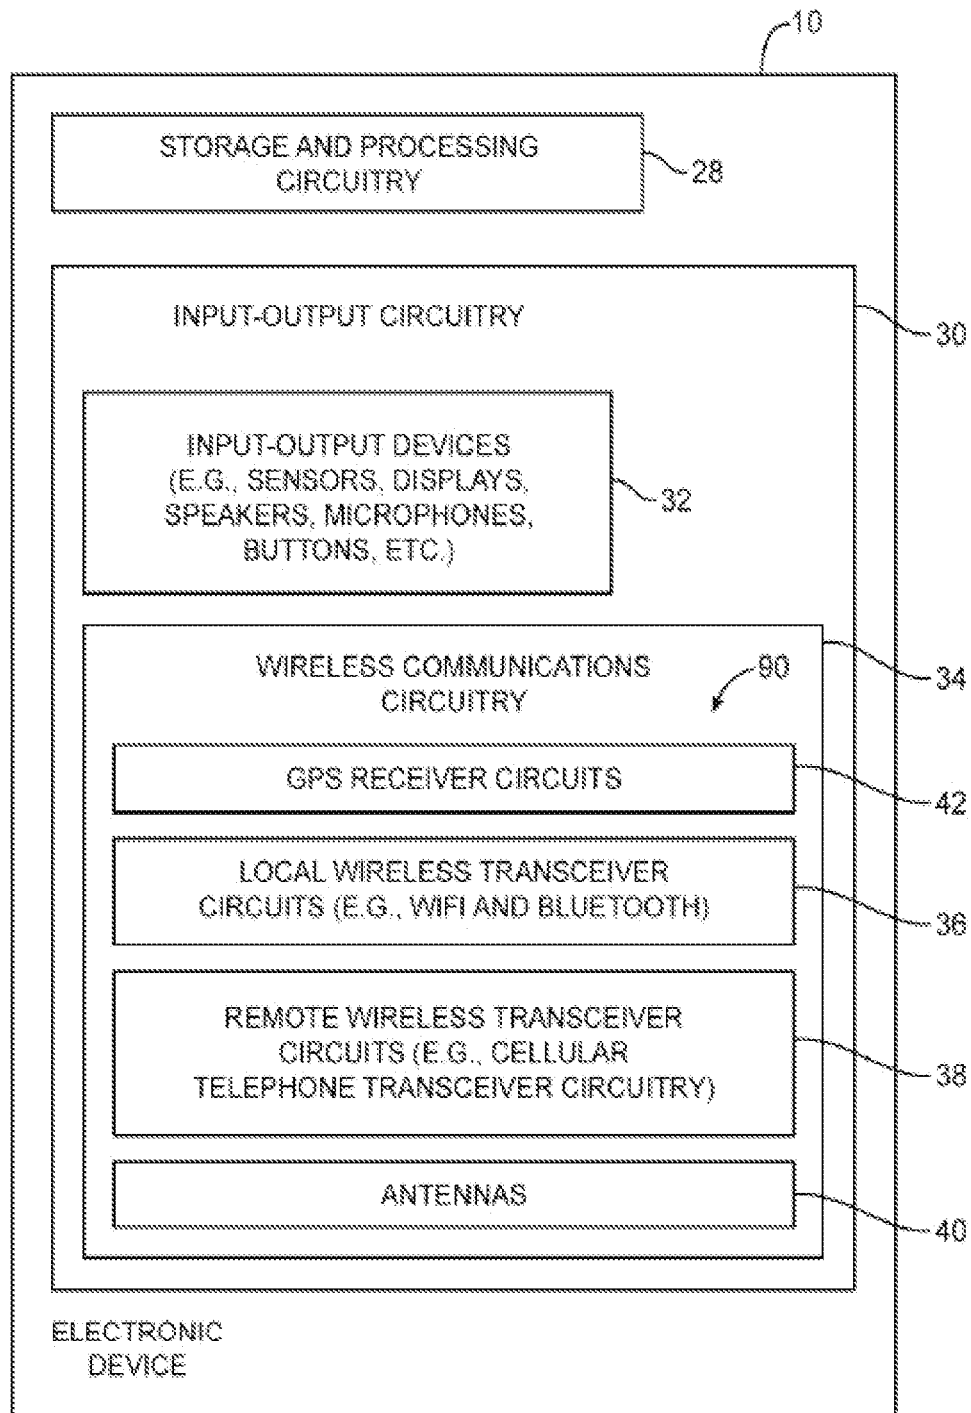 10
STORAGE AND PROCESSING
CIRCUITRY
28
INPUT-OUTPUT CIRCUITRY
30
INPUT-OUTPUT DEVICES
(E.G., SENSORS, DISPLAYS,
SPEAKERS, MICROPHONES,
BUTTONS, ETC.)
32
WIRELESS COMMUNICATIONS
CIRCUITRY
90
34
GPS RECEIVER CIRCUITS
42
LOCAL WIRELESS TRANSCEIVER
CIRCUITS (E.G., WIFI AND BLUETOOTH)
36
REMOTE WIRELESS TRANSCEIVER
CIRCUITS (E.G., CELLULAR
TELEPHONE TRANSCEIVER CIRCUITRY)
38
ANTENNAS
40
ELECTRONIC
DEVICE